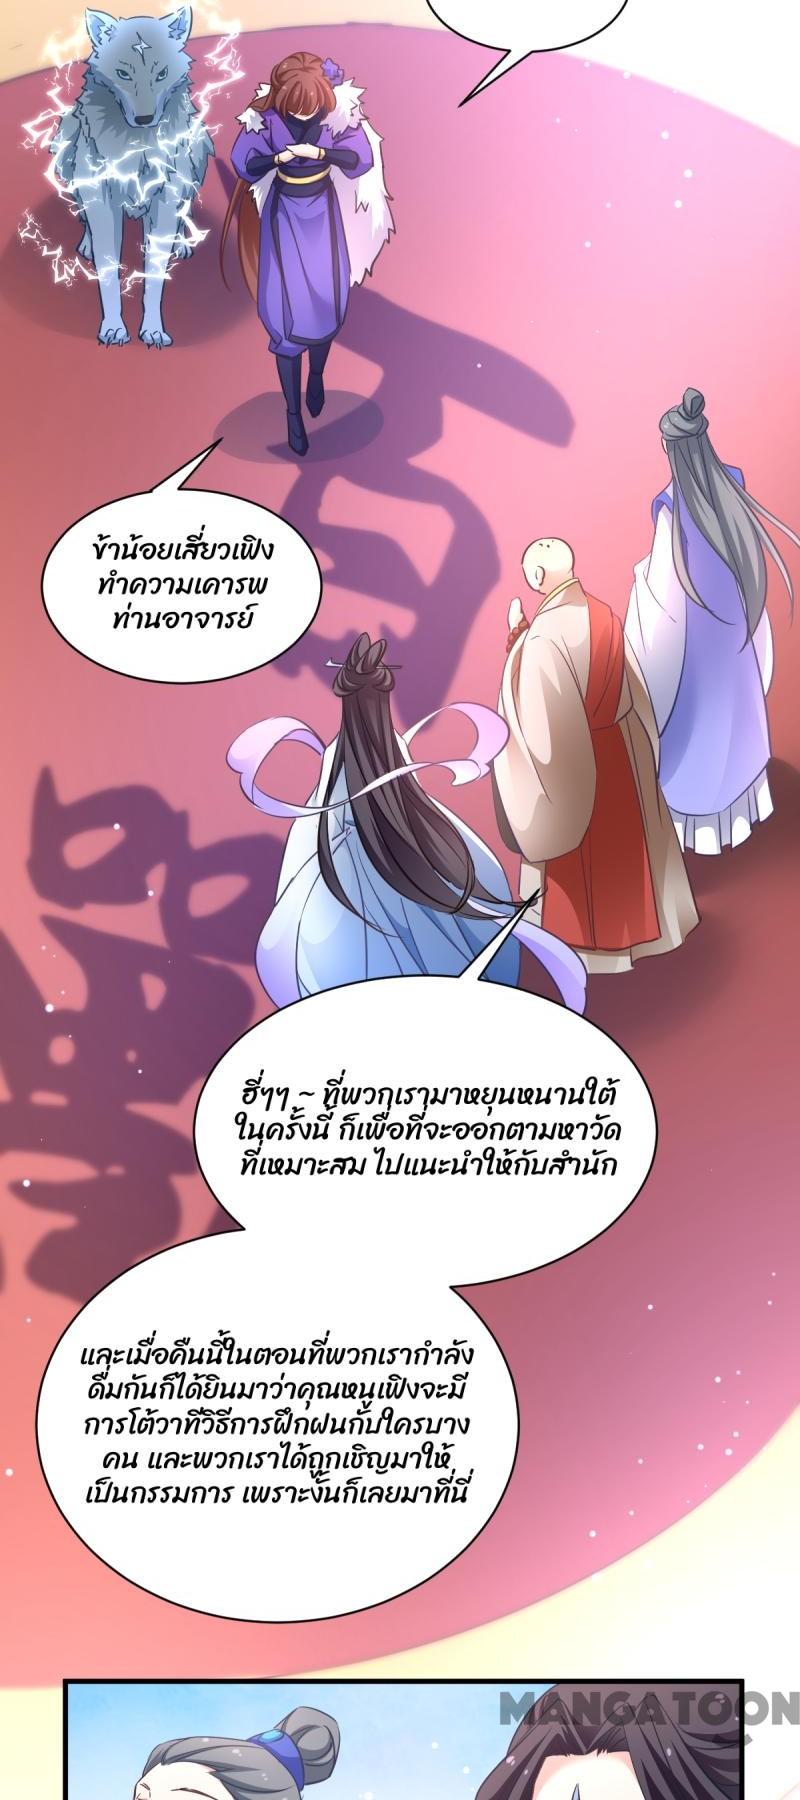 ข้าน้อยเสี่ยวเฟิง
ทำความเคารพ
ท่านอาจารย์
ฮี่ๆๆ ~ ที่พวกเรามาหยุนหนานใต้
ในครั้งนี้ ก็เพื่อที่จะออกตามหาวัด
ที่เหมาะสม ไปแนะนำให้กับสำนัก
และเมื่อคืนนี้ในตอนที่พวกเรากำลัง
ดื่มกันก็ได้ยินมาว่าคุณหนูเฟิงจะมี
การโต้วาทีวิธีการฝึกฝนกับใครบาง
คน และพวกเราได้ถูกเชิญมาให้
เป็นกรรมการ เพราะงั้นก็เลยมาที่นี่
MANGATOON